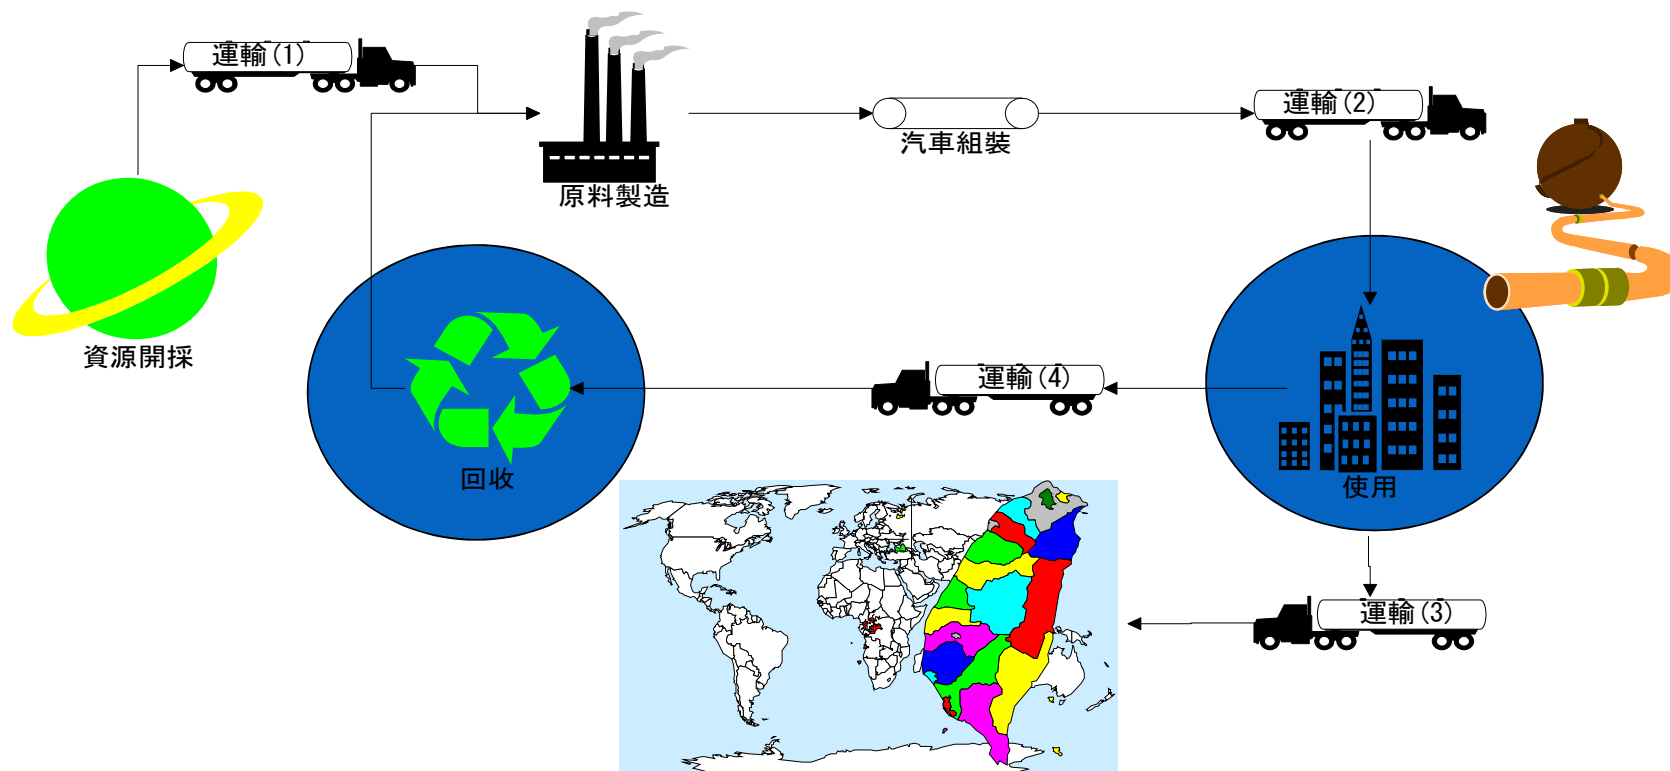 運輸(1)
運輸(2)
汽車組裝
原料製造
資源開採
運輸(4)
回收
使用
運輸(3)